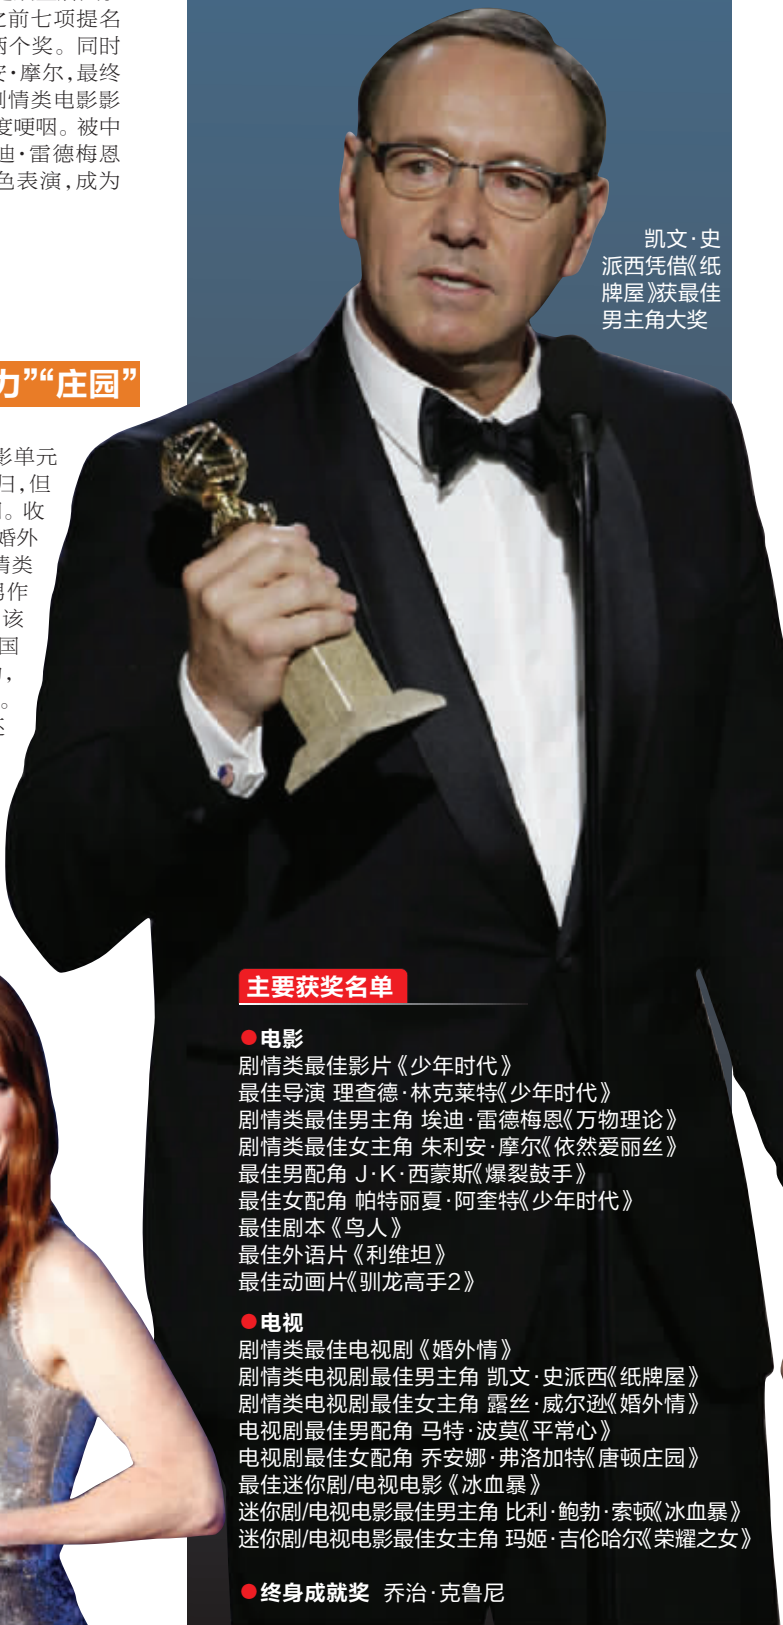 之前七项提名
两个奖。同时
安·摩尔,最终
剧情类电影影
度哽咽。被中
迪·雷德梅恩
色表演,成为
力”“庄园”
影单元
归,但
。收
婚外
情类
男作
该
国
,
。
凯文·史
派西凭借《纸
牌屋》获最佳
男主角大奖
主要获奖名单
●电影
剧情类最佳影片《少年时代》
最佳导演 理查德·林克莱特《少年时代》
剧情类最佳男主角 埃迪·雷德梅恩《万物理论》
剧情类最佳女主角 朱利安·摩尔《依然爱丽丝》
最佳男配角 J·K·西蒙斯《爆裂鼓手》
最佳女配角 帕特丽夏·阿奎特《少年时代》
最佳剧本《鸟人》
最佳外语片《利维坦》
最佳动画片《驯龙高手2》
●电视
剧情类最佳电视剧《婚外情》
剧情类电视剧最佳男主角 凯文·史派西《纸牌屋》
剧情类电视剧最佳女主角 露丝·威尔逊《婚外情》
电视剧最佳男配角 马特·波莫《平常心》
电视剧最佳女配角 乔安娜·弗洛加特《唐顿庄园》
最佳迷你剧/电视电影《冰血暴》
迷你剧/电视电影最佳男主角 比利·鲍勃·索顿《冰血暴》
迷你剧/电视电影最佳女主角 玛姬·吉伦哈尔《荣耀之女》
●终身成就奖 乔治·克鲁尼